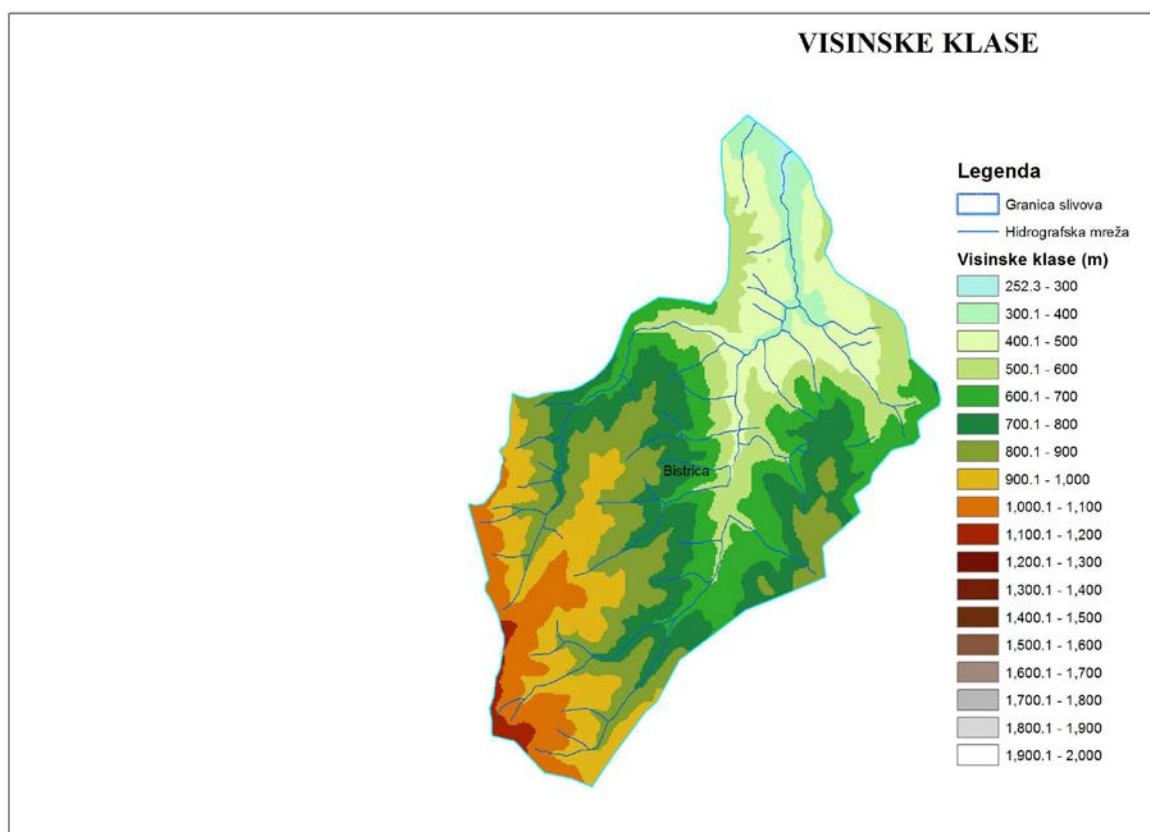 VISINSKE KLASE
Legenda
Granica slivova
Hidrografska mreža
Visinske klase (m)
252.3 - 300
300.1 - 400
400.1 - 500
500.1 - 600
600.1 - 700
700.1 - 800
800.1 - 900
900.1 - 1,000
1,000.1 - 1,100
1,100.1 - 1,200
1,200.1 - 1,300
1,300.1 - 1,400
1,400.1 - 1,500
1,500.1 - 1,600
1,600.1 - 1,700
1,700.1 - 1,800
1,800.1 - 1,900
1,900.1 - 2,000
Bistrica